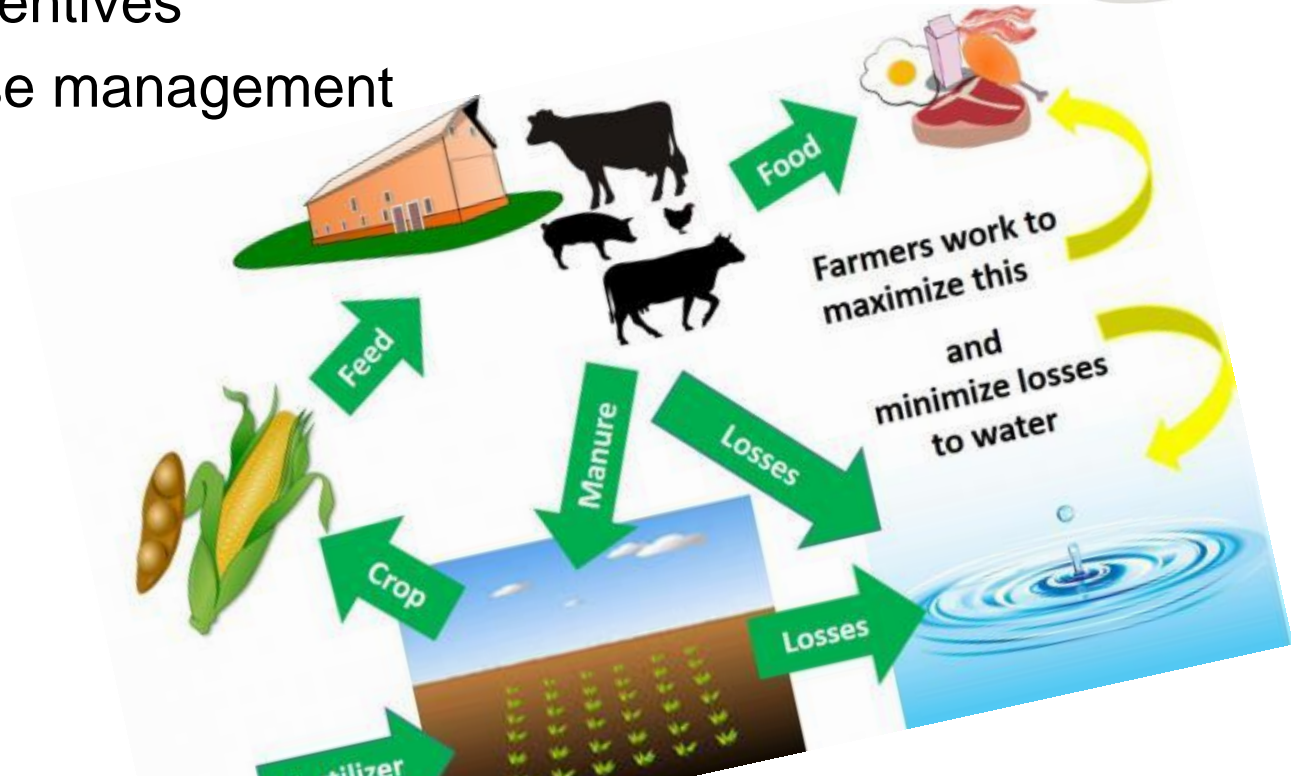 entives
se management
Food
Farmers work to
maximize this
and
minimize losses
to water
Feed
Manure
Losses
Crop
Losses
tilizer